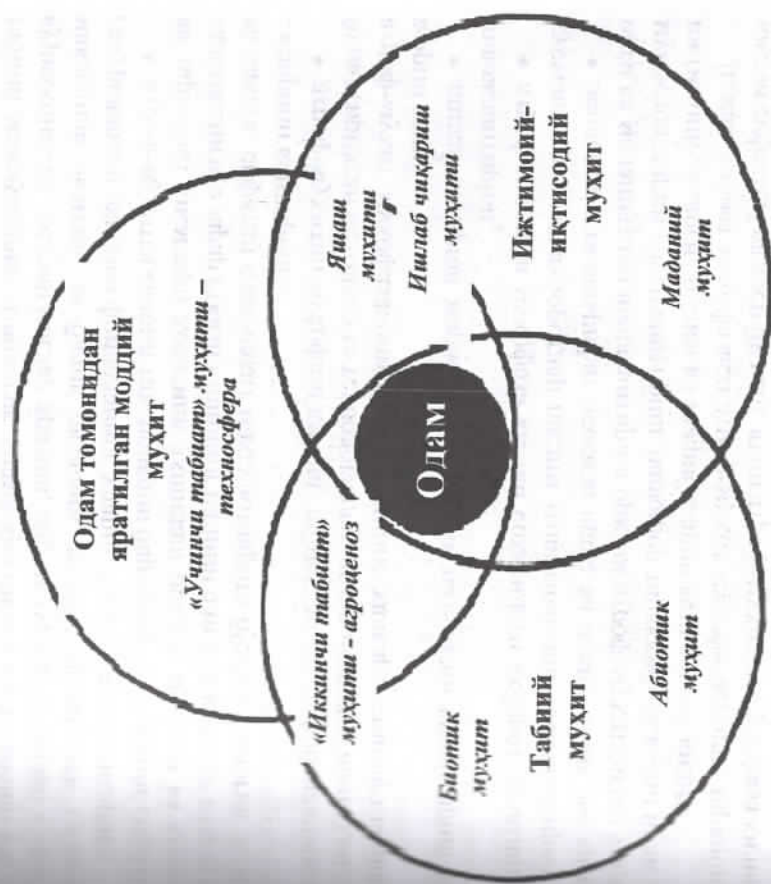 Одам томонидан
яратилган моддий
муҳит
«Учинчи табиат» муҳити –
техносфера
«Иккинчи табиат»
муҳити - агроценоз
Яшаш
муҳити
Ишлаб чиқариш
муҳити
Одам
Биотик
муҳит
Табиий
муҳит
Абиотик
муҳит
Ижтимоий-
иқтисодий
муҳит
Маданий
муҳит